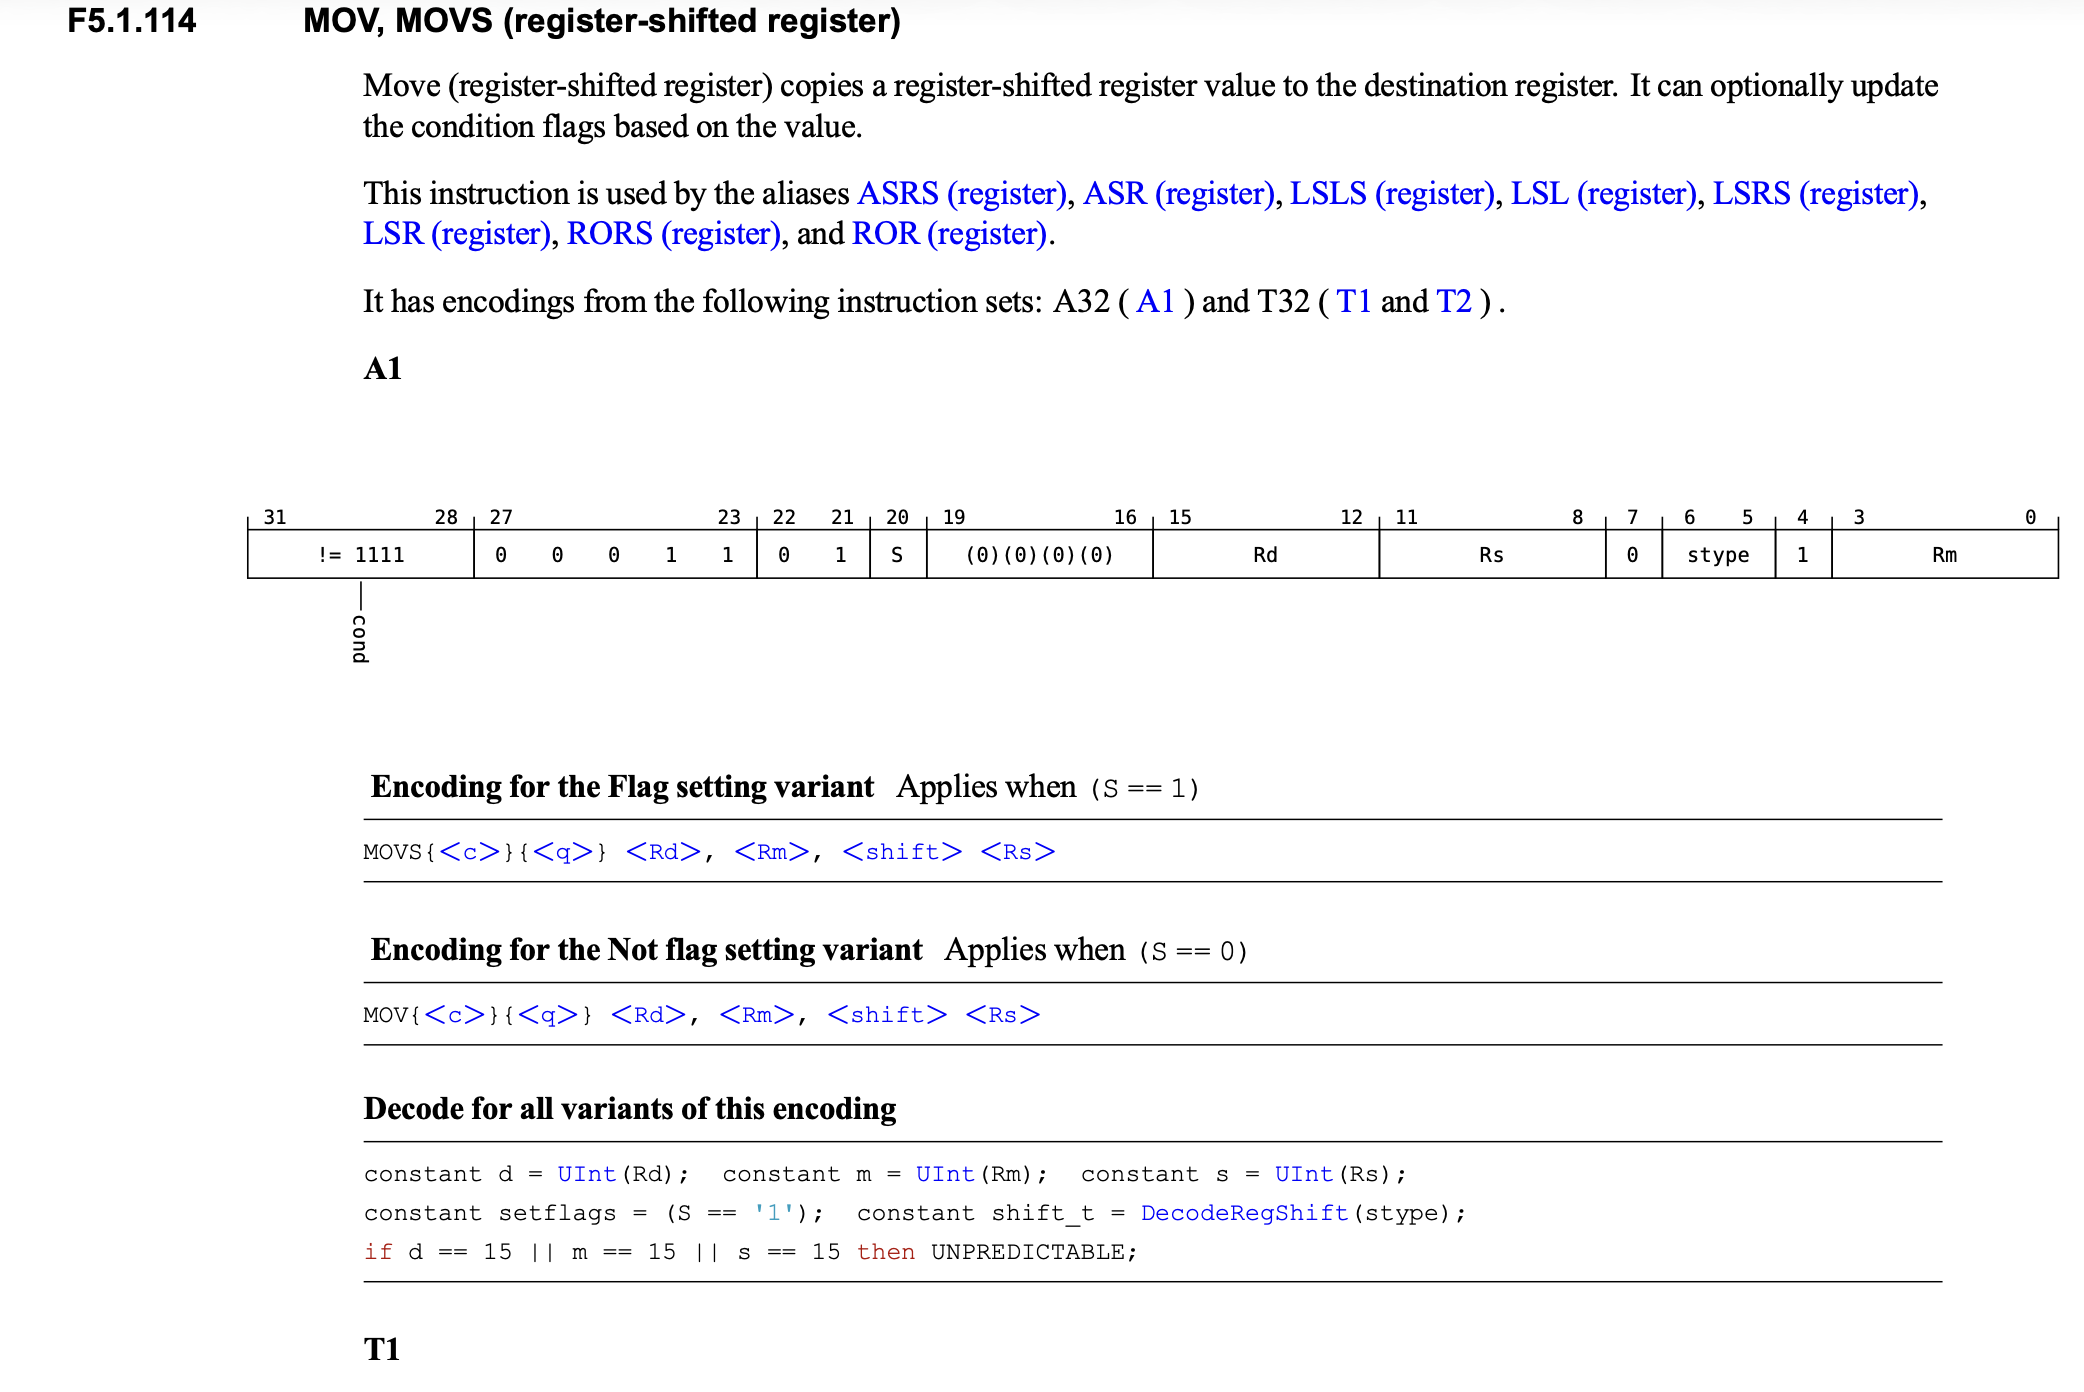 F5.1.114 MOV, MOVS (register-shifted register)
Move (register-shifted register) copies a register-shifted register value to the destination register. It can optionally update
the condition flags based on the value.
This instruction is used by the aliases ASRS (register), ASR (register), LSLS (register), LSL (register), LSRS (register),
LSR (register), RORS (register), and ROR (register).
It has encodings from the following instruction sets: A32 ( A1 ) and T32 ( T1 and T2 ) .
A1
31 28 27 23 22 21 20 19 16 15 12 11 8 7 6 5 4 3 0
!= 1111 0 0 0 1 1 0 1 S (0)(0)(0)(0) Rd Rs 0 stype 1 Rm
cond
Encoding for the Flag setting variant Applies when (S == 1)
MOVS{<c>}{<q>} <Rd>, <Rm>, <shift> <Rs>
Encoding for the Not flag setting variant Applies when (S == 0)
MOV{<c>}{<q>} <Rd>, <Rm>, <shift> <Rs>
Decode for all variants of this encoding
constant d = UInt(Rd); constant m = UInt(Rm); constant s = UInt(Rs);
constant setflags = (S == '1'); constant shift_t = DecodeRegShift(stype);
if d == 15 || m == 15 || s == 15 then UNPREDICTABLE;
T1